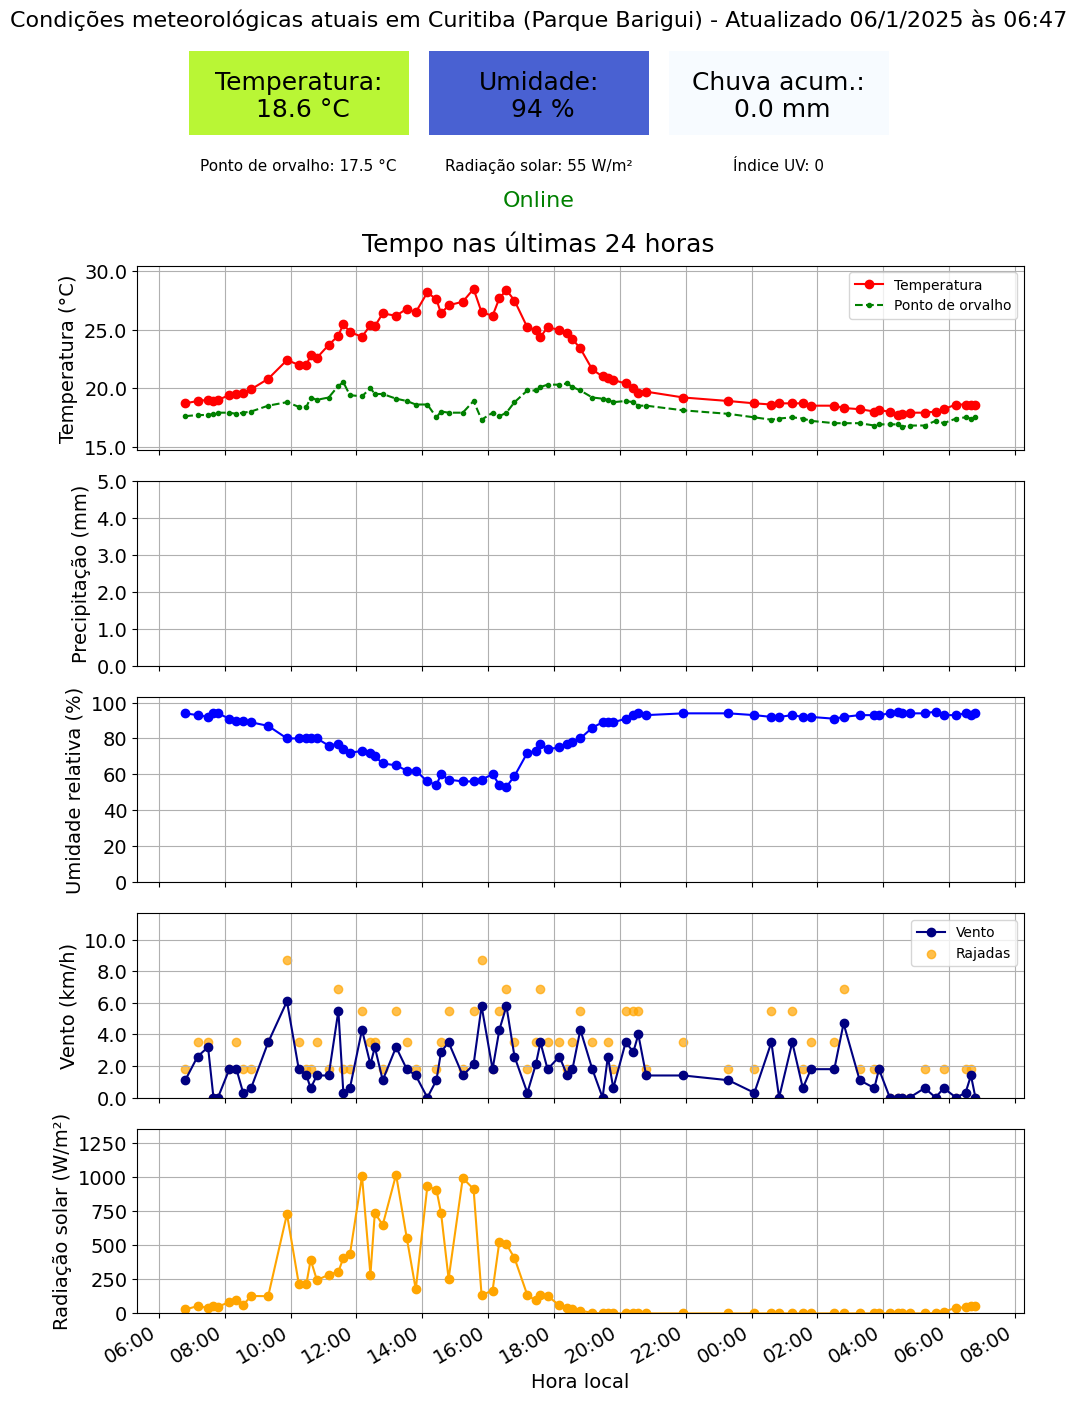 Condições meteorológicas atuais em Curitiba (Parque Barigui) - Atualizado 06/1/2025 às 06:47
Temperatura:
18.6 °C
Umidade:
94 %
Chuva acum.:
0.0 mm
Ponto de orvalho: 17.5 °C
Radiação solar: 55 W/m²
Índice UV: 0
Online
Tempo nas últimas 24 horas
Temperatura (°C)
30.0
25.0
20.0
15.0
Temperatura
Ponto de orvalho
Precipitação (mm)
5.0
4.0
3.0
2.0
1.0
0.0
Umidade relativa (%)
100
80
60
40
20
0
Vento (km/h)
10.0
8.0
6.0
4.0
2.0
0.0
Vento
Rajadas
Radiação solar (W/m²)
1250
1000
750
500
250
0
06:00
08:00
10:00
12:00
14:00
16:00
18:00
20:00
22:00
00:00
02:00
04:00
06:00
08:00
Hora local